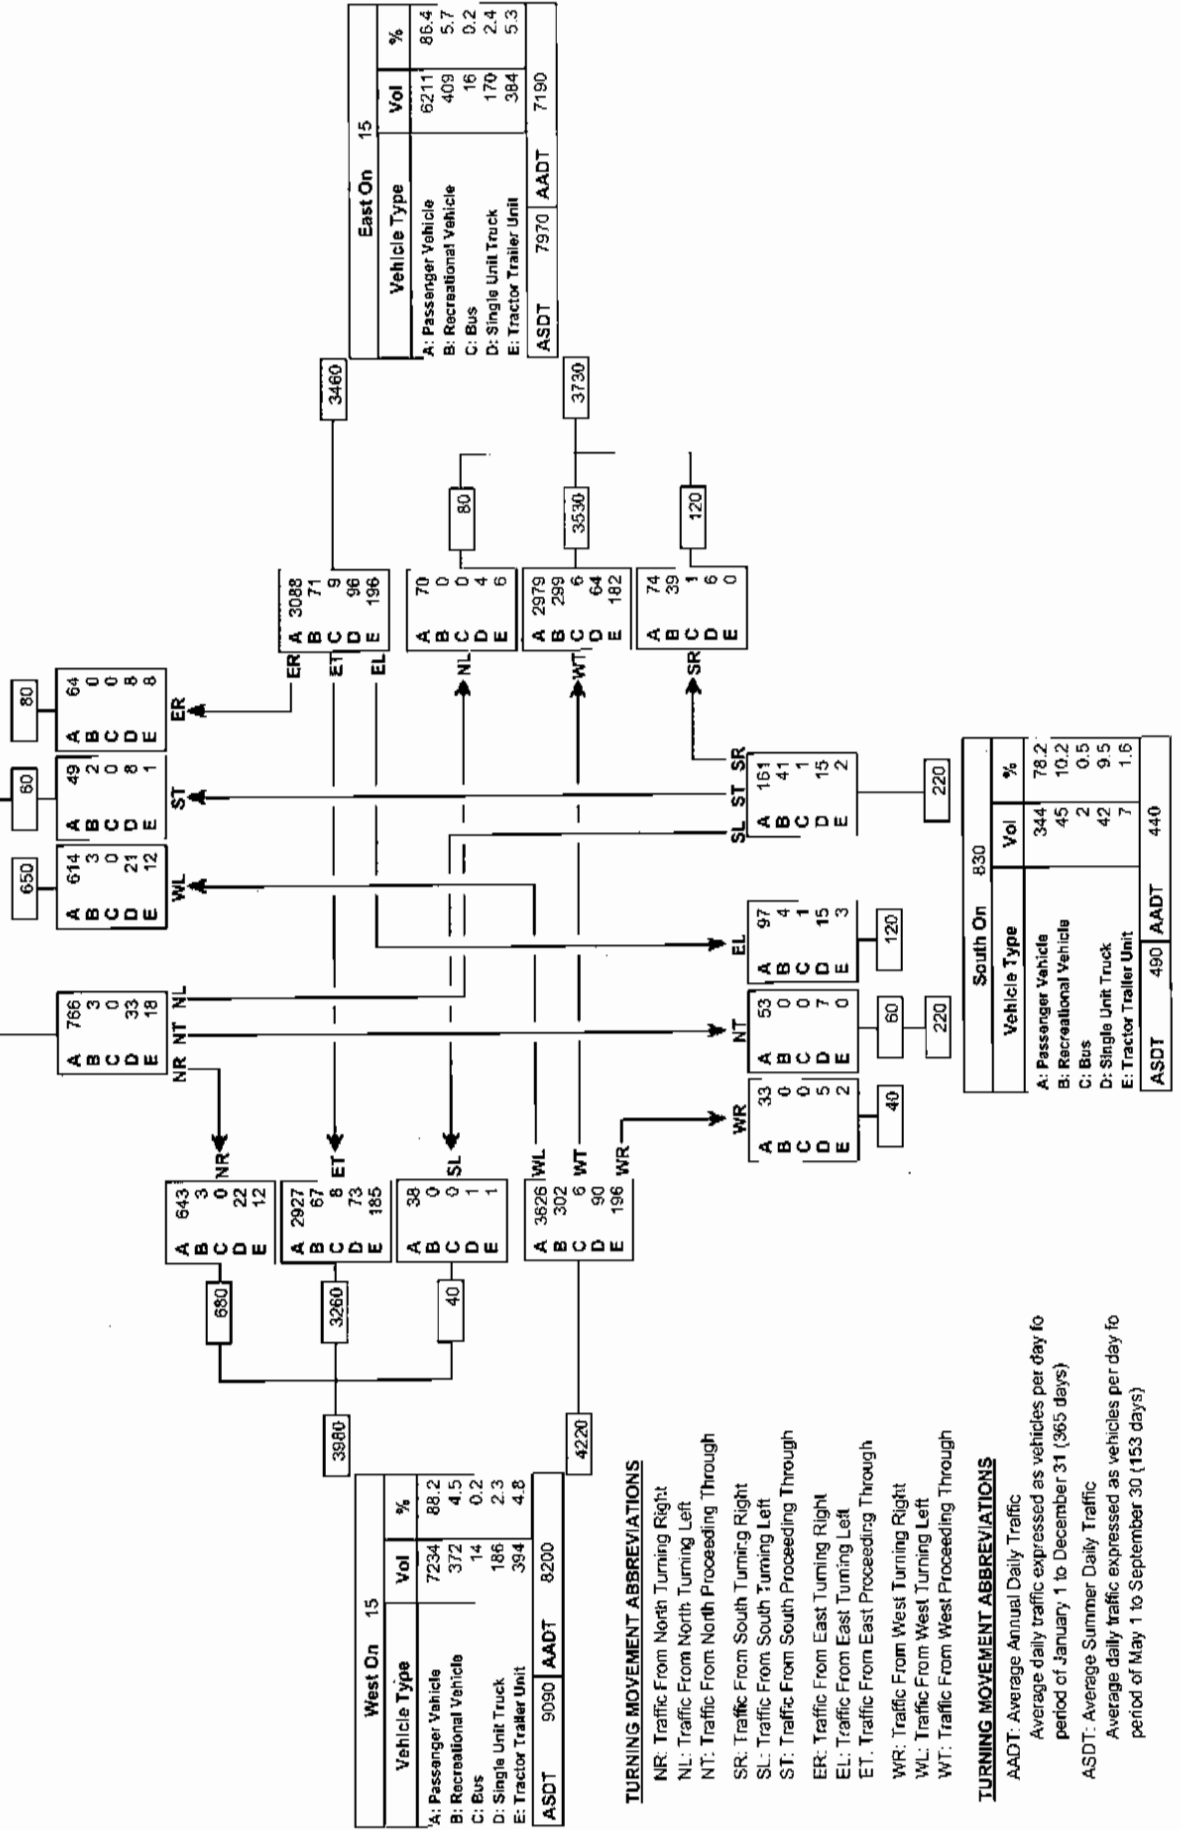 East On 15
Vehicle Type Vol %
A: Passenger Vehicle 6211 86.4
B: Recreational Vehicle 409 5.7
C: Bus 16 0.2
D: Single Unit Truck 170 2.4
E: Tractor Trailer Unit 384 5.3
ASDT 7970 AADT 7190
80
A 64
B 0
C 0
D 8
E 8
ER
60
A 49
B 2
C 0
D 8
E 1
ST
650
A 614
B 3
C 0
D 21
E 12
WL
A 766
B 3
C 0
D 33
E 18
NR NT NL
3460
ER
ET
EL
A 3088
B 71
C 9
D 96
E 196
80
NL
A 70
B 0
C 0
D 4
E 6
3730
3530
WT
A 2979
B 299
C 6
D 64
E 182
120
SR
A 74
B 39
C 1
D 6
E 0
NR
A 643
B 3
C 0
D 22
E 12
680
ET
A 2927
B 67
C 8
D 73
E 185
3260
SL
A 38
B 0
C 0
D 1
E 1
40
3980
WL
WT
WR
A 3626
B 302
C 6
D 90
E 196
4220
WR
A 33
B 0
C 0
D 5
E 2
40
NT
A 53
B 0
C 0
D 7
E 0
60
EL
A 97
B 4
C 1
D 15
E 3
120
220
SL ST SR
A 161
B 41
C 1
D 15
E 2
220
South On 830
Vehicle Type Vol %
A: Passenger Vehicle 344 78.2
B: Recreational Vehicle 45 10.2
C: Bus 2 0.5
D: Single Unit Truck 42 9.5
E: Tractor Trailer Unit 7 1.6
ASDT 490 AADT 440
West On 15
Vehicle Type Vol %
A: Passenger Vehicle 7234 88.2
B: Recreational Vehicle 372 4.5
C: Bus 14 0.2
D: Single Unit Truck 186 2.3
E: Tractor Trailer Unit 394 4.8
ASDT 9090 AADT 8200
TURNING MOVEMENT ABBREVIATIONS
NR: Traffic From North Turning Right
NL: Traffic From North Turning Left
NT: Traffic From North Proceeding Through
SR: Traffic From South Turning Right
SL: Traffic From South Turning Left
ST: Traffic From South Proceeding Through
ER: Traffic From East Turning Right
EL: Traffic From East Turning Left
ET. Traffic From East Proceeding Through
WR: Traffic From West Turning Right
WL: Traffic From West Turning Left
WT: Traffic From West Proceeding Through
TURNING MOVEMENT ABBREVIATIONS
AADT: Average Annual Daily Traffic
Average daily traffic expressed as vehicles per day fo
period of January 1 to December 31 (365 days)
ASDT: Average Summer Daily Traffic
Average daily traffic expressed as vehicles per day fo
period of May 1 to September 30 (153 days)